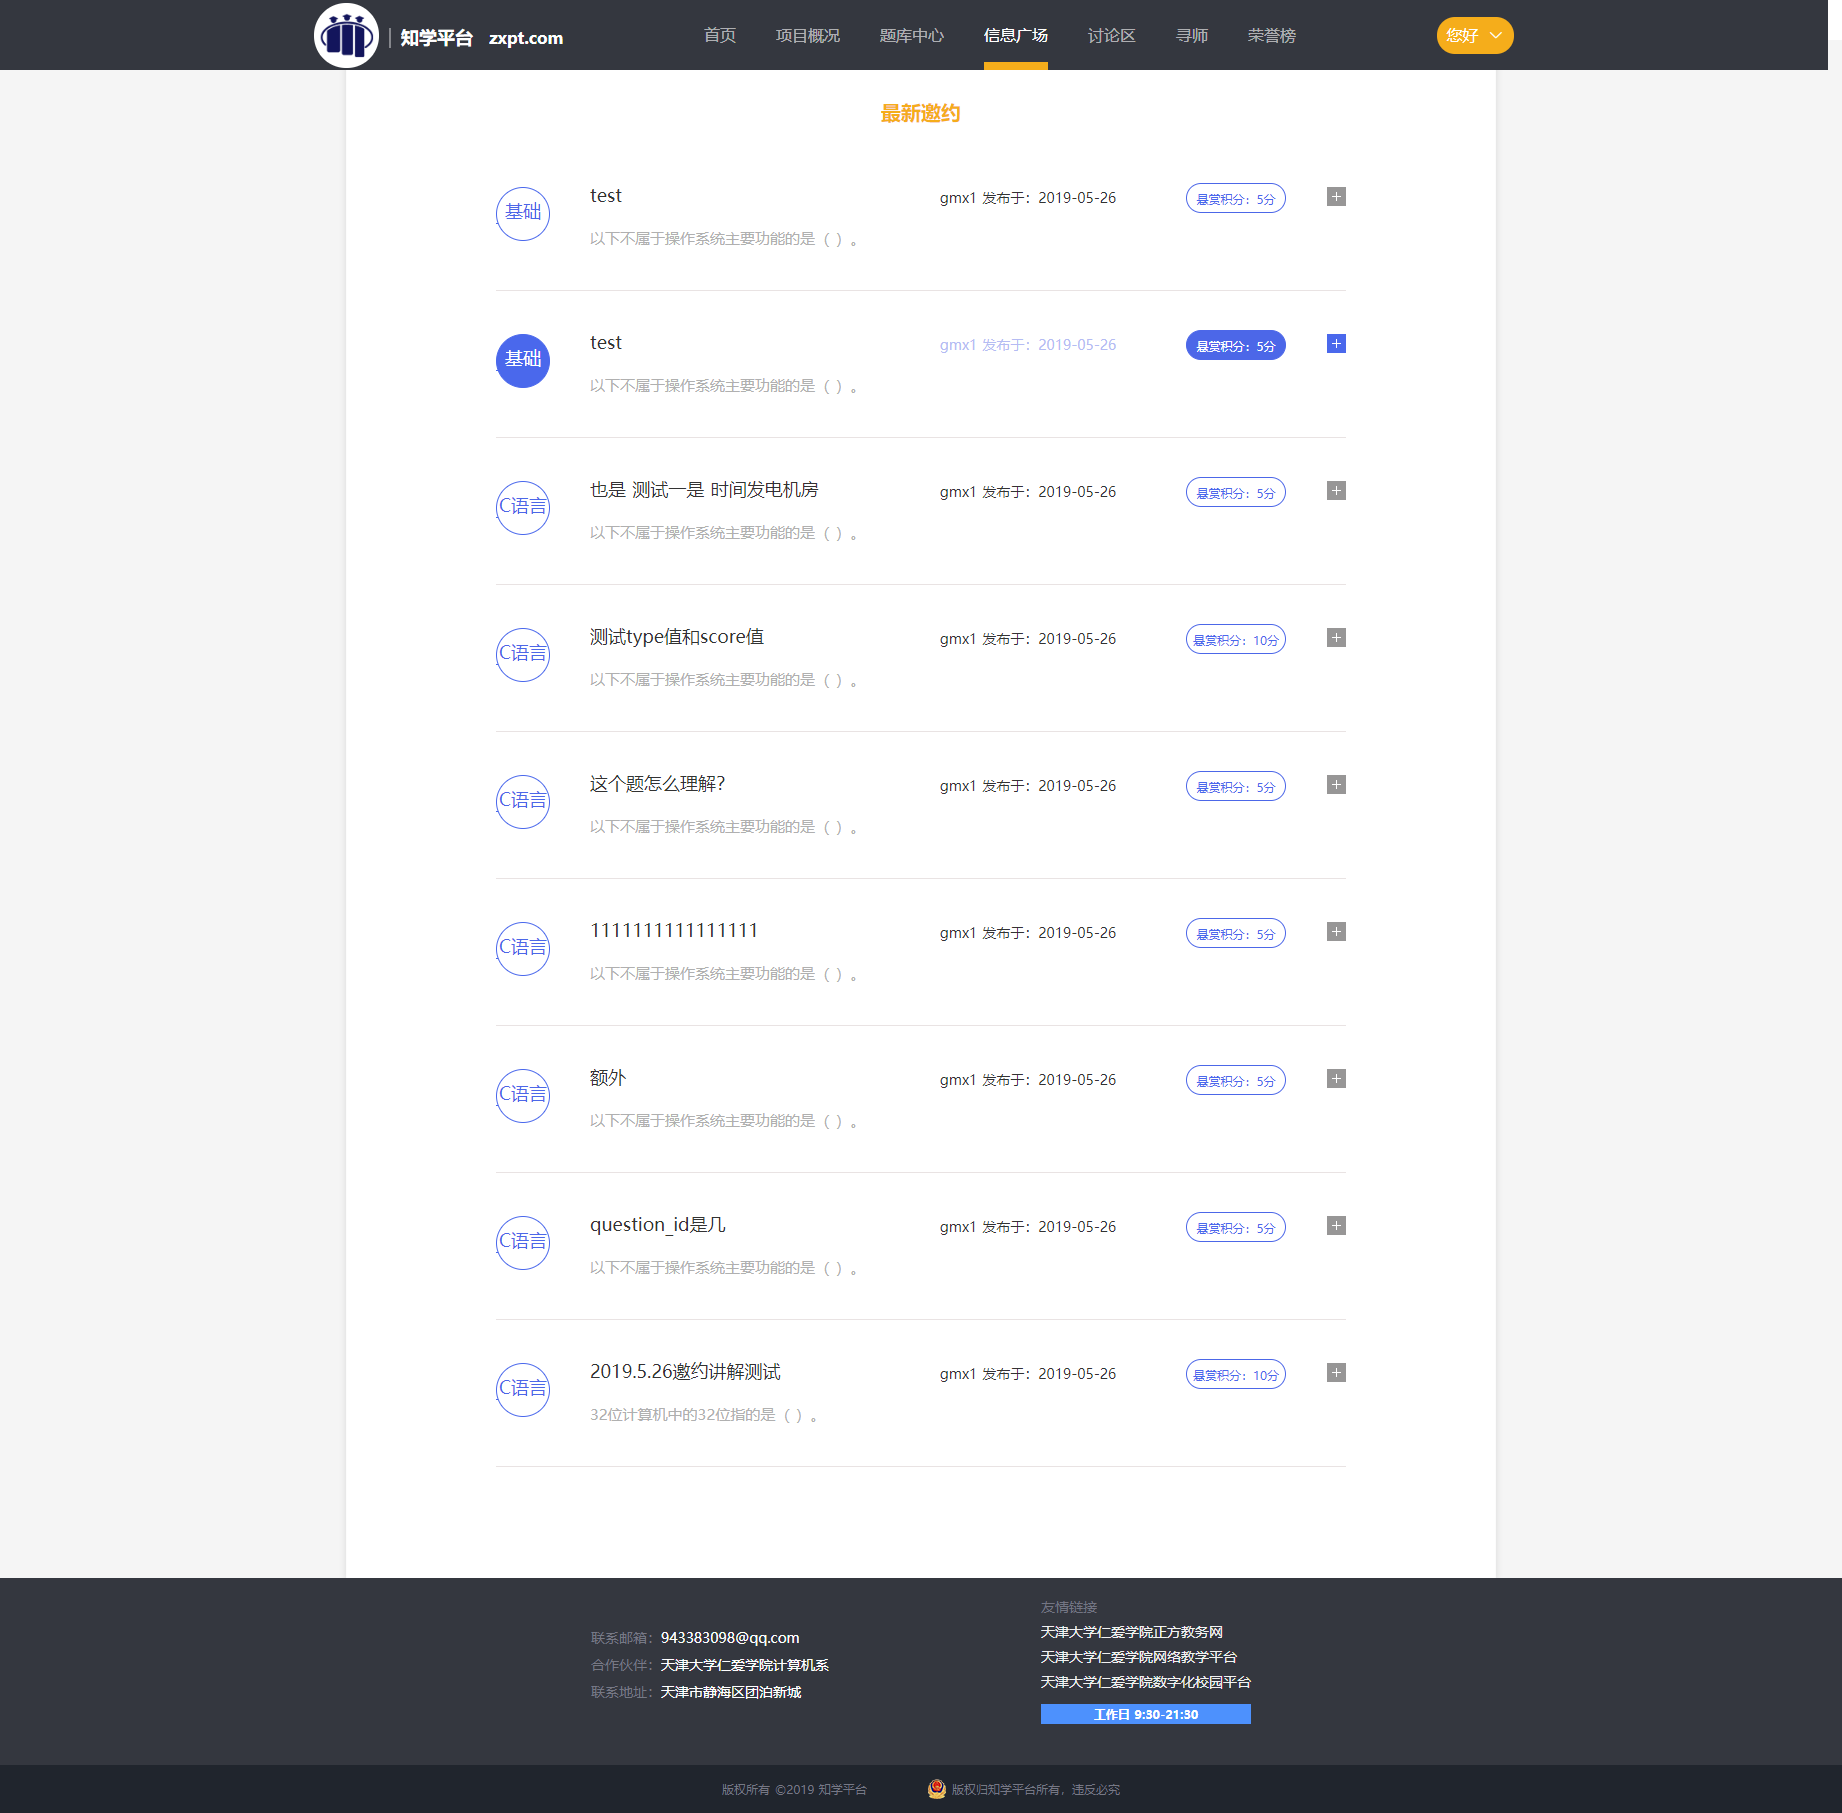 知学平台 zxpt.com 首页 项目概况 题库中心 信息广场 讨论区 寻师 荣誉榜 您好
最新邀约
基础 test gmx1 发布于：2019-05-26 悬赏积分：5分
以下不属于操作系统主要功能的是（ ）。
基础 test gmx1 发布于：2019-05-26 悬赏积分：5分
以下不属于操作系统主要功能的是（ ）。
C语言 也是 测试一是 时间发电机房 gmx1 发布于：2019-05-26 悬赏积分：5分
以下不属于操作系统主要功能的是（ ）。
C语言 测试type值和score值 gmx1 发布于：2019-05-26 悬赏积分：10分
以下不属于操作系统主要功能的是（ ）。
C语言 这个题怎么理解？ gmx1 发布于：2019-05-26 悬赏积分：5分
以下不属于操作系统主要功能的是（ ）。
C语言 1111111111111111 gmx1 发布于：2019-05-26 悬赏积分：5分
以下不属于操作系统主要功能的是（ ）。
C语言 额外 gmx1 发布于：2019-05-26 悬赏积分：5分
以下不属于操作系统主要功能的是（ ）。
C语言 question_id是几 gmx1 发布于：2019-05-26 悬赏积分：5分
以下不属于操作系统主要功能的是（ ）。
C语言 2019.5.26邀约讲解测试 gmx1 发布于：2019-05-26 悬赏积分：10分
32位计算机中的32位指的是（ ）。
联系邮箱：943383098@qq.com
合作伙伴：天津大学仁爱学院计算机系
联系地址：天津市静海区团泊新城
友情链接
天津大学仁爱学院正方教务网
天津大学仁爱学院网络教学平台
天津大学仁爱学院数字化校园平台
工作日 9:30-21:30
版权所有 ©2019 知学平台 版权归知学平台所有，违反必究